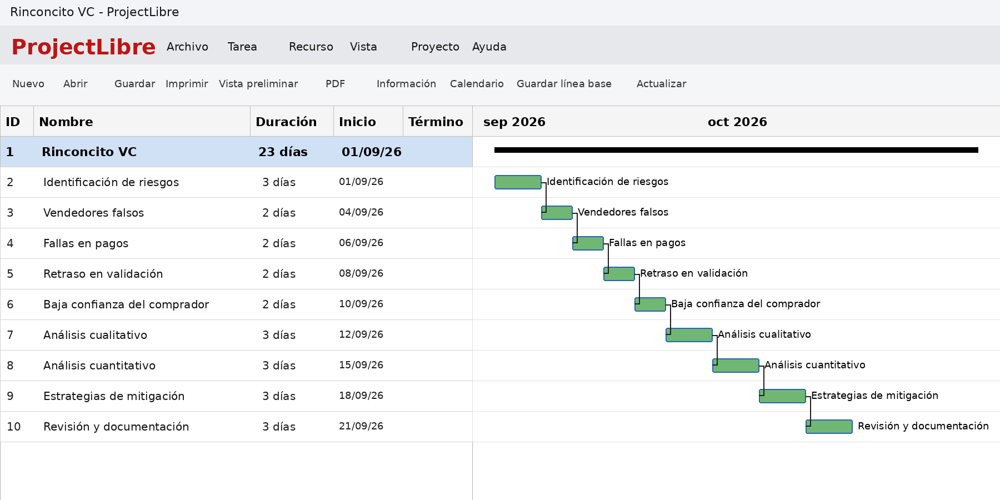 Rinconcito VC - ProjectLibre
ProjectLibre Archivo Tarea Recurso Vista Proyecto Ayuda
Nuevo Abrir Guardar Imprimir Vista preliminar PDF Información Calendario Guardar línea base Actualizar
ID Nombre Duración Inicio Término sep 2026 oct 2026
1 Rinconcito VC 23 días 01/09/26
2 Identificación de riesgos 3 días 01/09/26 Identificación de riesgos
3 Vendedores falsos 2 días 04/09/26 Vendedores falsos
4 Fallas en pagos 2 días 06/09/26 Fallas en pagos
5 Retraso en validación 2 días 08/09/26 Retraso en validación
6 Baja confianza del comprador 2 días 10/09/26 Baja confianza del comprador
7 Análisis cualitativo 3 días 12/09/26 Análisis cualitativo
8 Análisis cuantitativo 3 días 15/09/26 Análisis cuantitativo
9 Estrategias de mitigación 3 días 18/09/26 Estrategias de mitigación
10 Revisión y documentación 3 días 21/09/26 Revisión y documentación